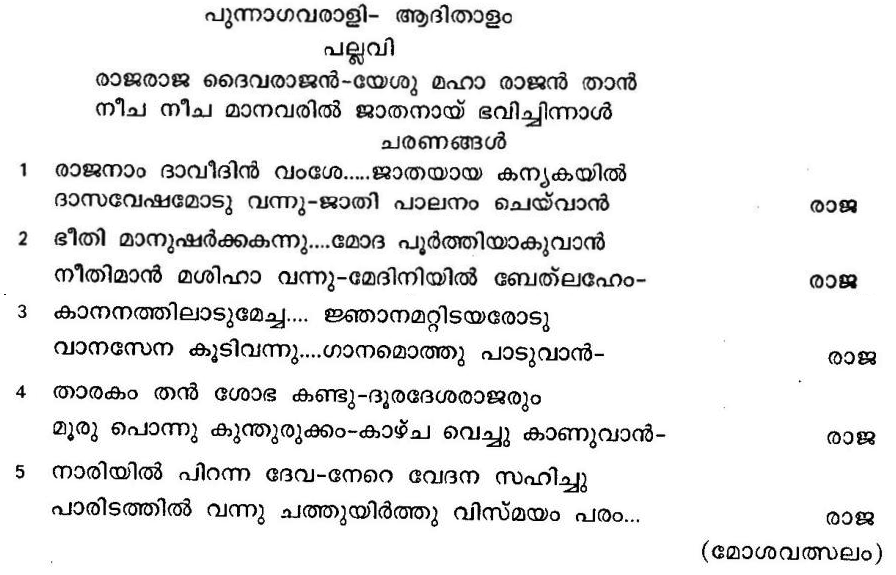 പുന്നാഗവരാളി- ആദിതാളം
പല്ലവി
രാജരാജ ദൈവരാജൻ-യേശു മഹാ രാജൻ താൻ
നീച നീച മാനവരിൽ ജാതനായ് ഭവിച്ചിന്നാൾ
ചരണങ്ങൾ
1 രാജനാം ദാവീദിൻ വംശേ.....ജാതയായ കന്യകയിൽ
ദാസവേഷമോടു വന്നു-ജാതി പാലനം ചെയ്‌വാൻ രാജ
2 ഭീതി മാനുഷർക്കകന്നു....മോദ പൂർത്തിയാകുവാൻ
നീതിമാൻ മശിഹാ വന്നു-മേദിനിയിൽ ബേത്‌ലഹേം- രാജ
3 കാനനത്തിലാടുമേച്ച.... ജ്ഞാനമറ്റിടയരോടു
വാനസേന കൂടിവന്നു....ഗാനമൊത്തു പാടുവാൻ- രാജ
4 താരകം തൻ ശോഭ കണ്ടു-ദൂരദേശരാജരും
മൂരു പൊന്നു കുന്തുരുക്കം-കാഴ്ച വെച്ചു കാണുവാൻ- രാജ
5 നാരിയിൽ പിറന്ന ദേവ-നേറെ വേദന സഹിച്ചു
പാരിടത്തിൽ വന്നു ചത്തുയിർത്തു വിസ്മയം പരം... രാജ
(മോശവത്സലം)